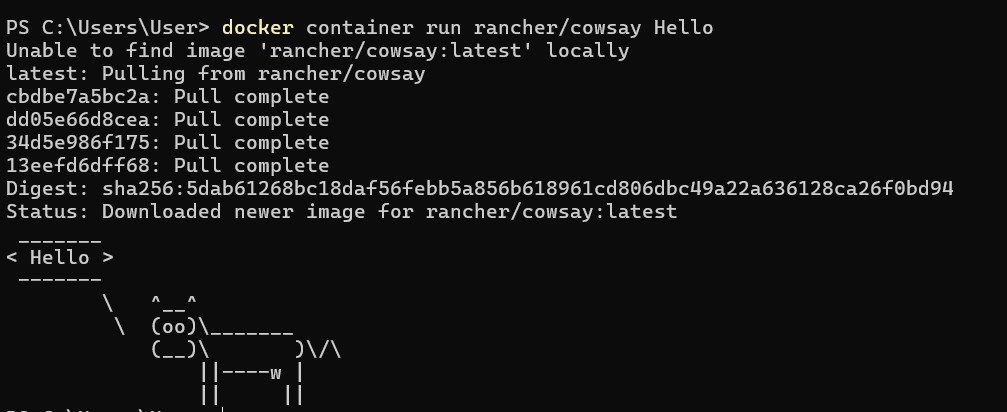 PS C:\Users\User> docker container run rancher/cowsay Hello
Unable to find image 'rancher/cowsay:latest' locally
latest: Pulling from rancher/cowsay
cbdbe7a5bc2a: Pull complete
dd05e66d8cea: Pull complete
34d5e986f175: Pull complete
13eefd6dff68: Pull complete
Digest: sha256:5dab61268bc18daf56febb5a856b618961cd806dbc49a22a636128ca26f0bd94
Status: Downloaded newer image for rancher/cowsay:latest
 _______
< Hello >
 -------
        \   ^__^
         \  (oo)\_______
            (__)\       )\/\
                ||----w |
                ||     ||